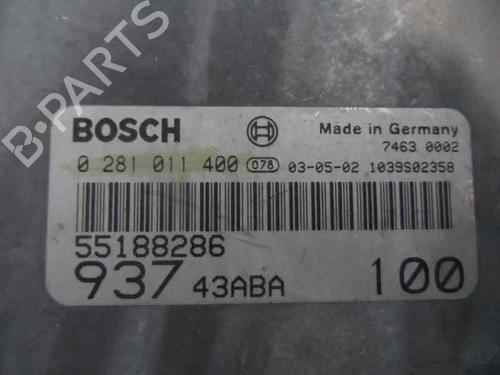 B-PARTS
BOSCH
Made in Germany
7463 0002
0 281 011 400 078 03-05-02 1039S02358
55188286
937 43ABA 100